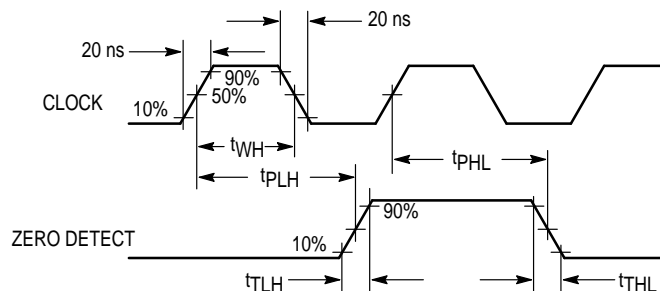 20 ns
20 ns
90%
50%
CLOCK
10%
tWH
tPLH
tPHL
90%
ZERO DETECT
10%
tTLH
tTHL